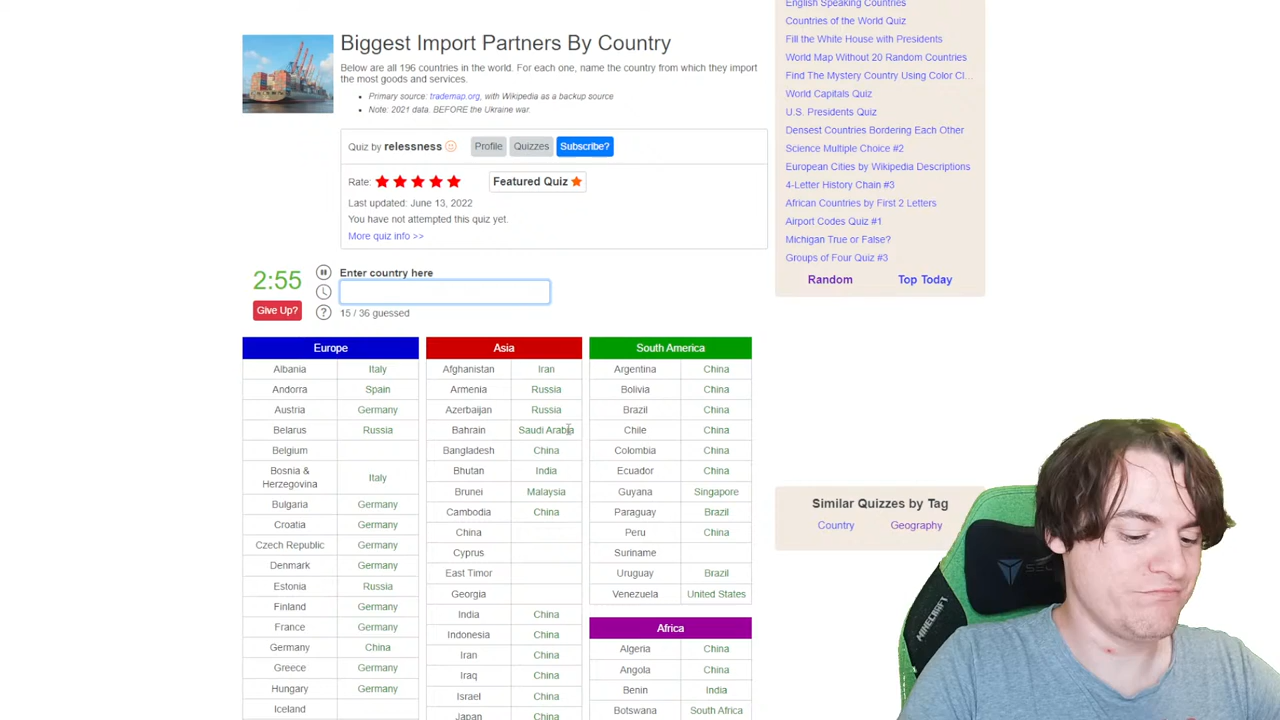 English Speaking Countries
Countries of the World Quiz
Fill the White House with Presidents
World Map Without 20 Random Countries
Find The Mystery Country Using Color Cl...
World Capitals Quiz
U.S. Presidents Quiz
Densest Countries Bordering Each Other
Science Multiple Choice #2
European Cities by Wikipedia Descriptions
4-Letter History Chain #3
African Countries by First 2 Letters
Airport Codes Quiz #1
Michigan True or False?
Groups of Four Quiz #3
Random Top Today
Biggest Import Partners By Country
Below are all 196 countries in the world. For each one, name the country from which they import
the most goods and services.
• Primary source: trademap.org, with Wikipedia as a backup source
• Note: 2021 data. BEFORE the Ukraine war.
Quiz by relessness Profile Quizzes Subscribe?
Rate: Featured Quiz
Last updated: June 13, 2022
You have not attempted this quiz yet.
More quiz info >>
2:55
Give Up?
Enter country here
15 / 36 guessed
Europe
Albania Italy
Andorra Spain
Austria Germany
Belarus Russia
Belgium
Bosnia &
Herzegovina Italy
Bulgaria Germany
Croatia Germany
Czech Republic Germany
Denmark Germany
Estonia Russia
Finland Germany
France Germany
Germany China
Greece Germany
Hungary Germany
Iceland
Asia
Afghanistan Iran
Armenia Russia
Azerbaijan Russia
Bahrain Saudi Arabia
Bangladesh China
Bhutan India
Brunei Malaysia
Cambodia China
China
Cyprus
East Timor
Georgia
India China
Indonesia China
Iran China
Iraq China
Israel China
Japan China
South America
Argentina China
Bolivia China
Brazil China
Chile China
Colombia China
Ecuador China
Guyana Singapore
Paraguay Brazil
Peru China
Suriname
Uruguay Brazil
Venezuela United States
Africa
Algeria China
Angola China
Benin India
Botswana South Africa
Similar Quizzes by Tag
Country Geography
MINECRAFT